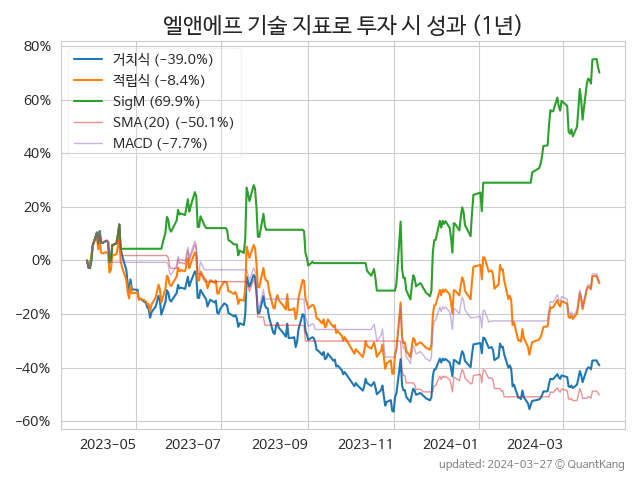 엘앤에프 기술 지표로 투자 시 성과 (1년)
80%
60%
40%
20%
0%
−20%
−40%
−60%
거치식 (−39.0%)
적립식 (−8.4%)
SigM (69.9%)
SMA(20) (−50.1%)
MACD (−7.7%)
2023-05 2023-07 2023-09 2023-11 2024-01 2024-03
updated: 2024-03-27 © QuantKang